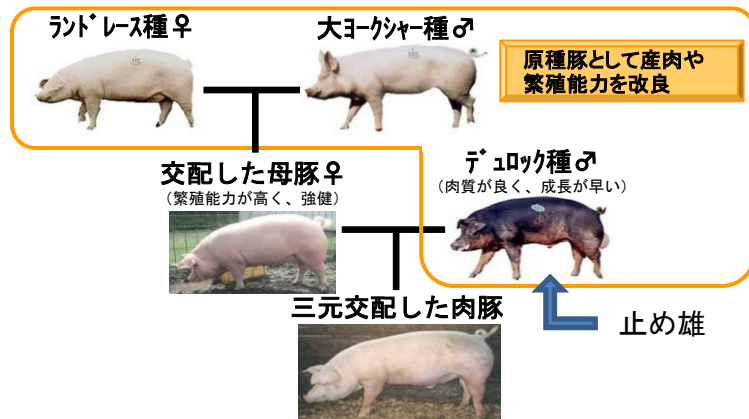 ランドレース種♀
大ヨークシャー種♂
原種豚として産肉や
繁殖能力を改良
交配した母豚♀
(繁殖能力が高く、強健)
デュロック種♂
(肉質が良く、成長が早い)
三元交配した肉豚
止め雄